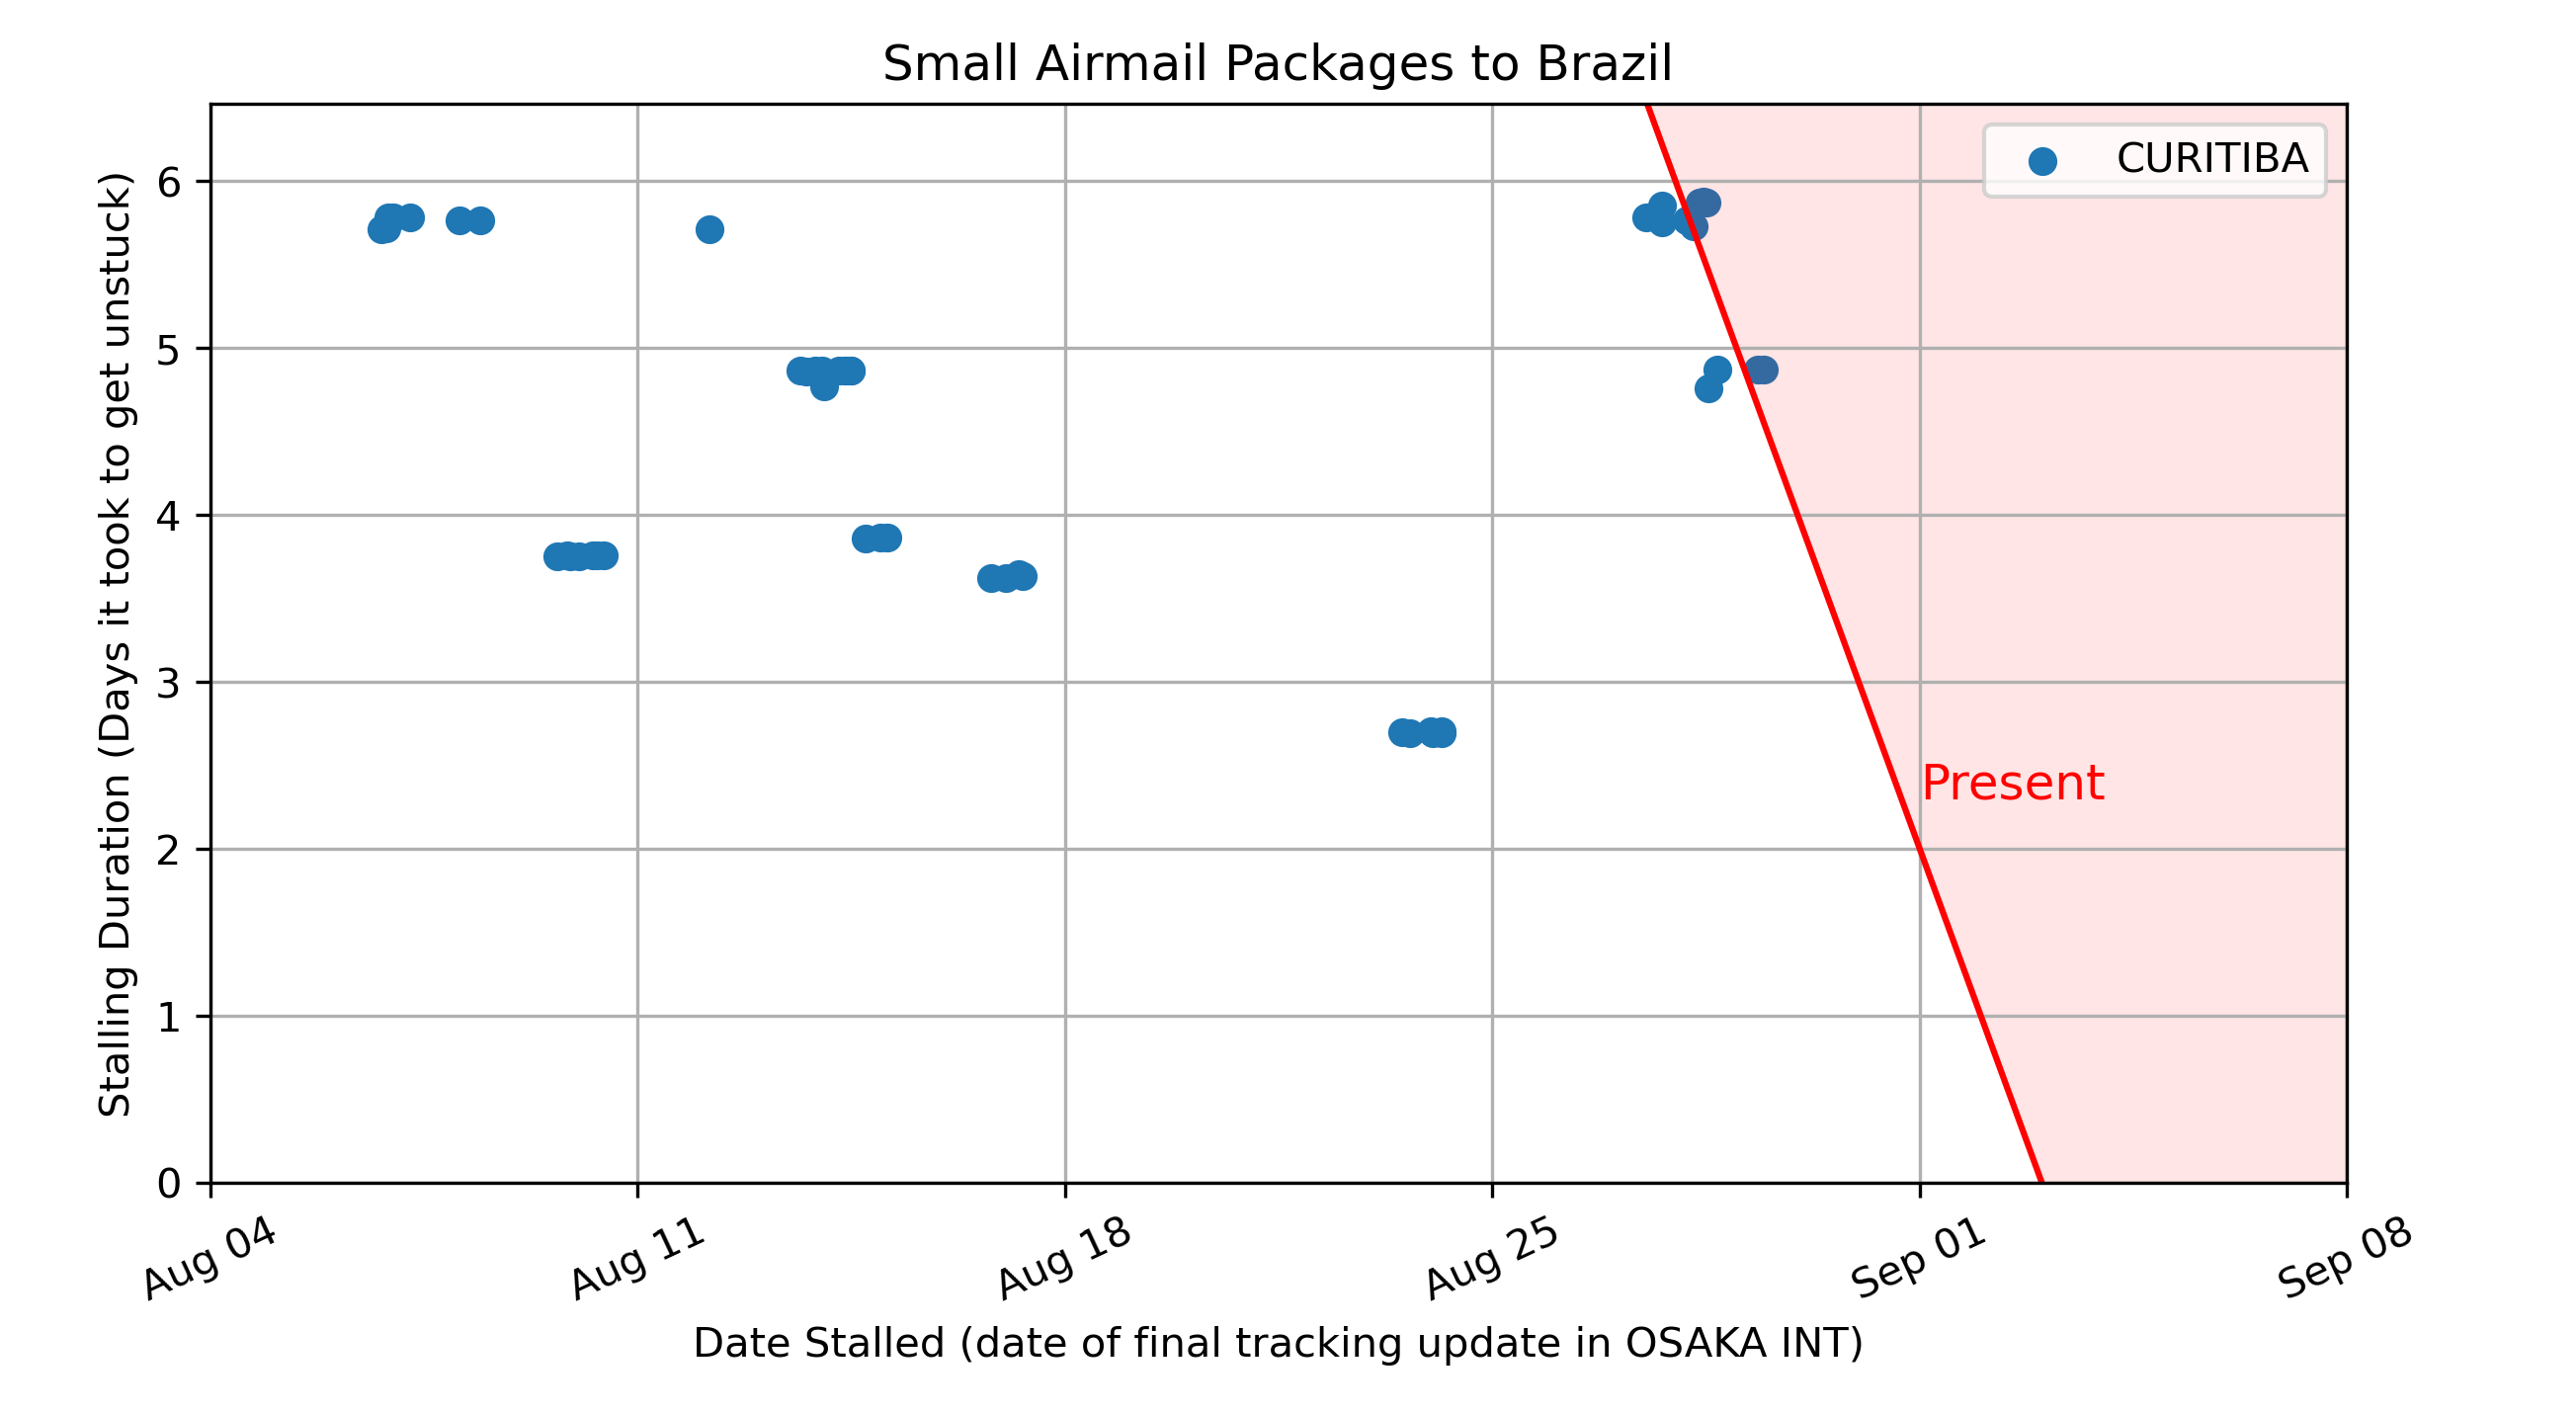 Small Airmail Packages to Brazil
CURITIBA
Stalling Duration (Days it took to get unstuck)
6
5
4
3
2
1
0
Present
Aug 04
Aug 11
Aug 18
Aug 25
Sep 01
Sep 08
Date Stalled (date of final tracking update in OSAKA INT)